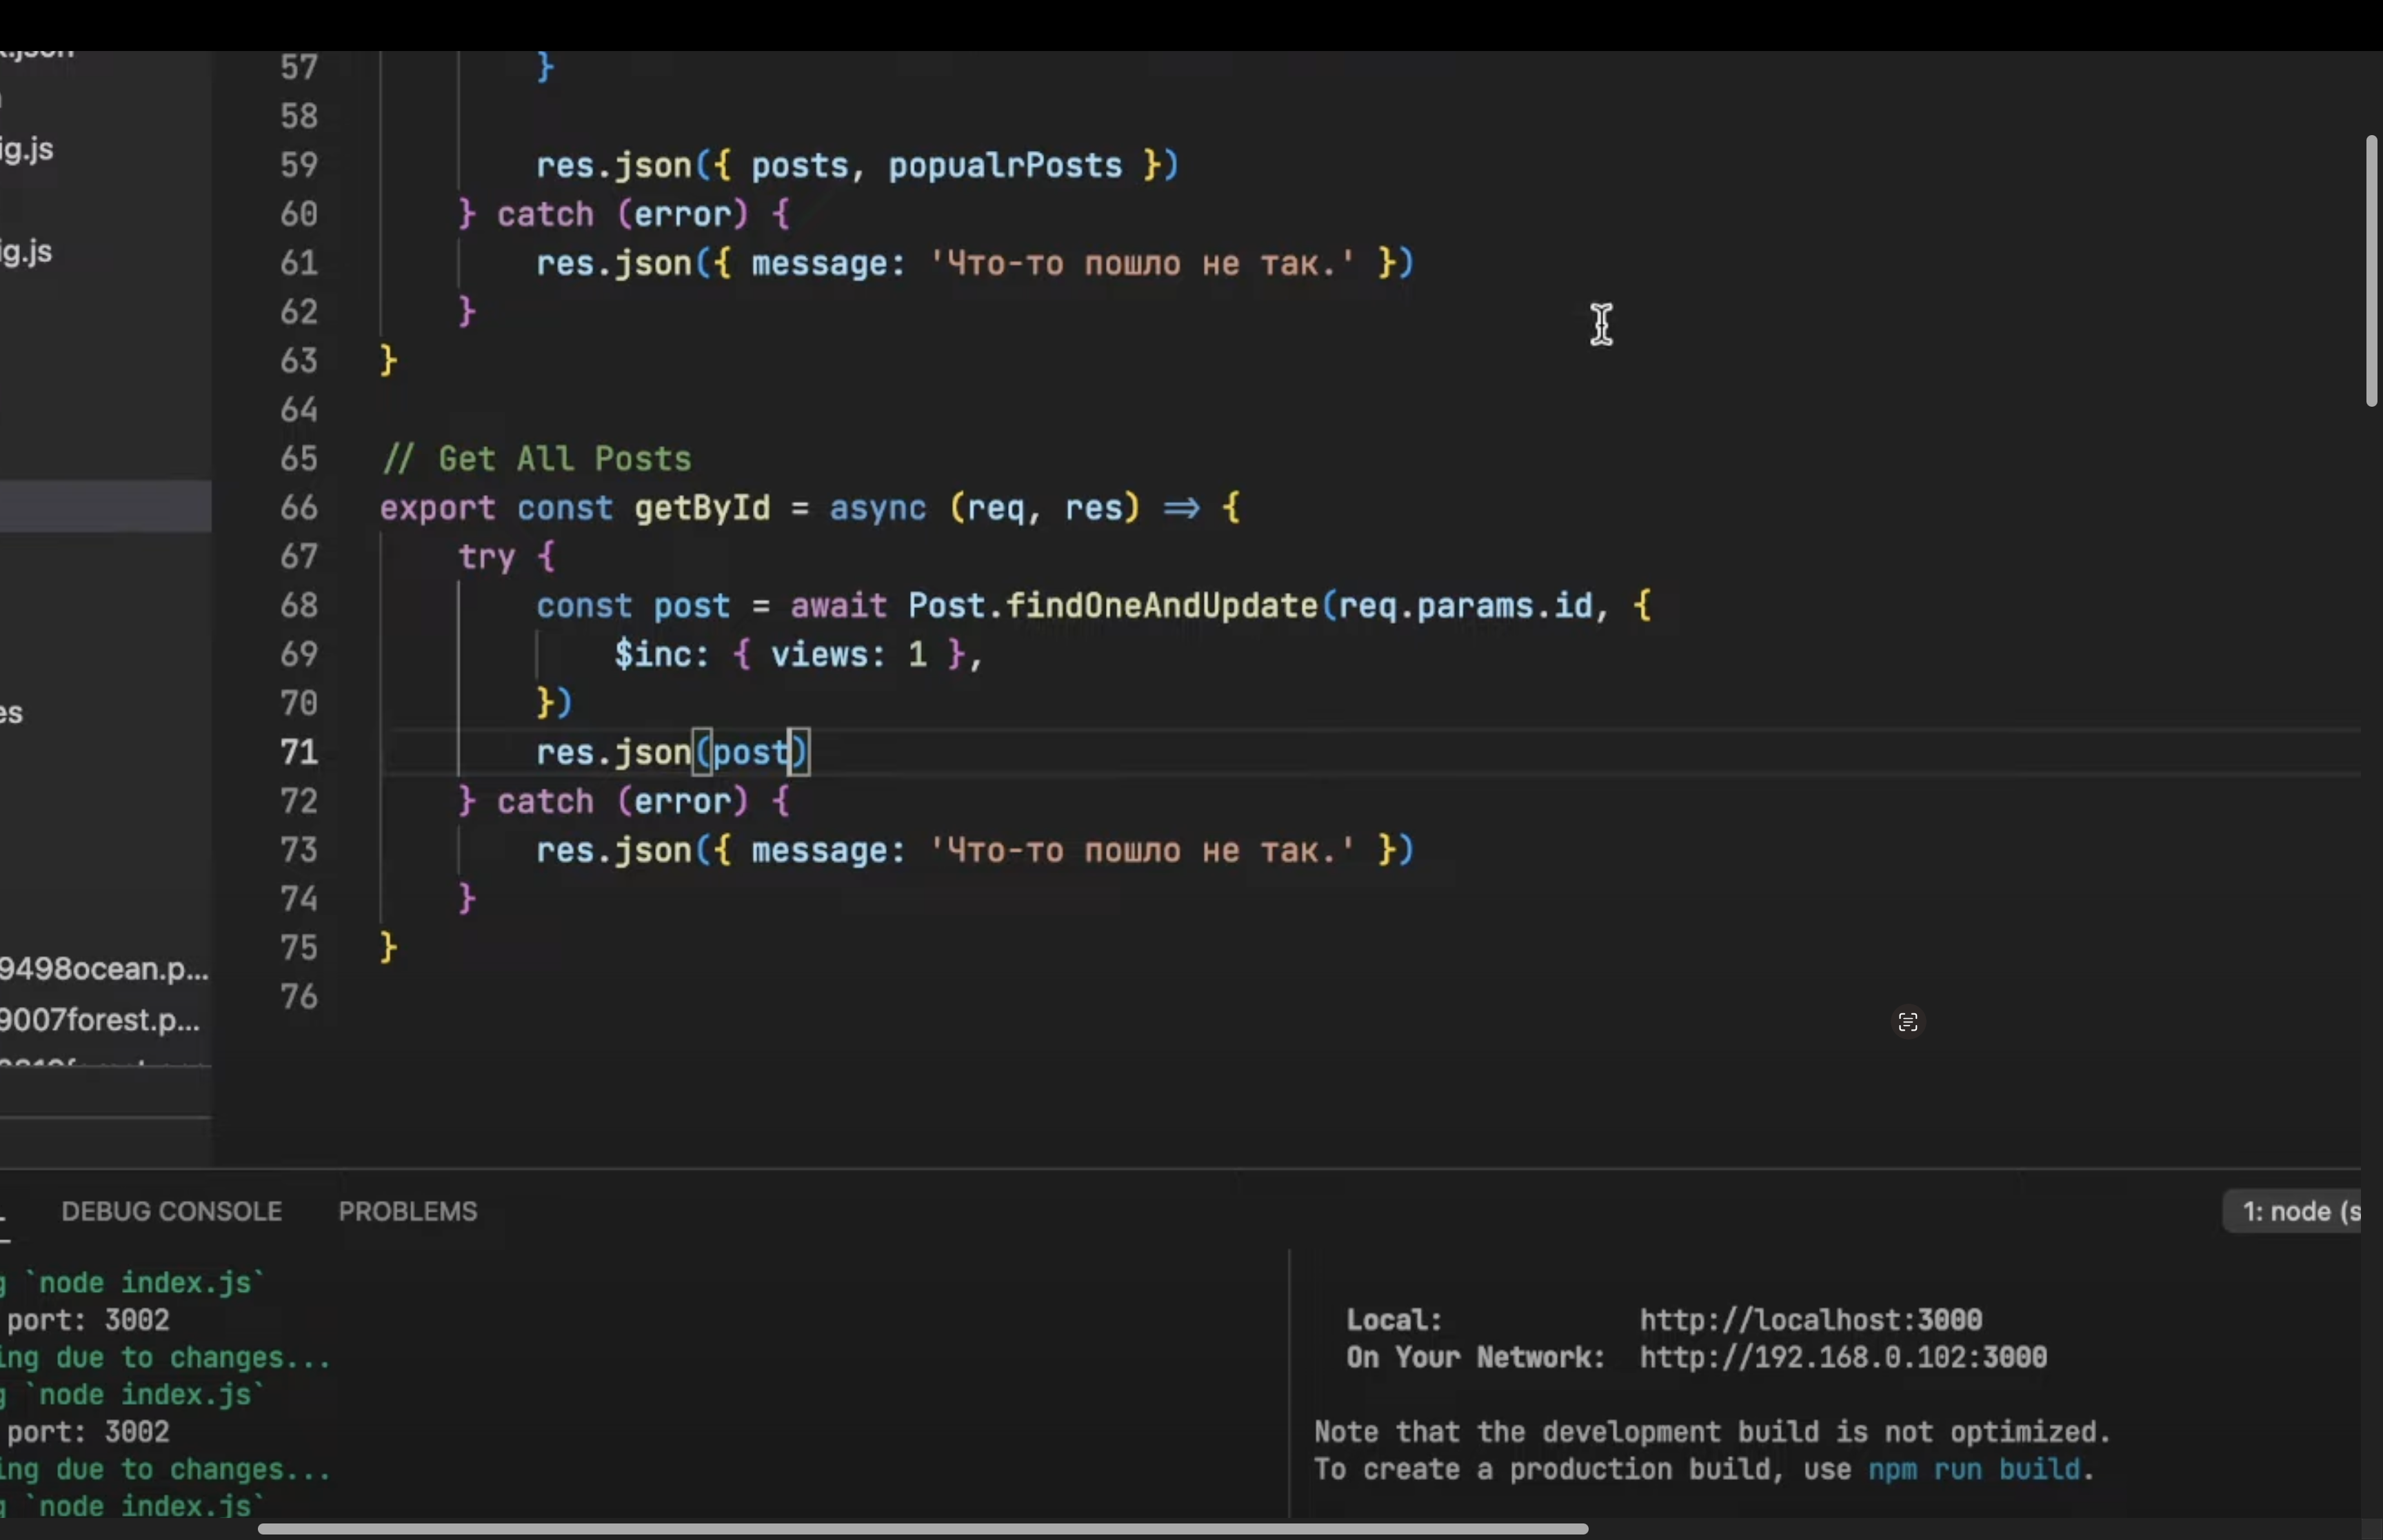 57 }
58
59 res.json({ posts, popualrPosts })
60 } catch (error) {
61 res.json({ message: 'Что-то пошло не так.' })
62 }
63 }
64
65 // Get All Posts
66 export const getById = async (req, res) => {
67 try {
68 const post = await Post.findOneAndUpdate(req.params.id, {
69 $inc: { views: 1 },
70 })
71 res.json(post)
72 } catch (error) {
73 res.json({ message: 'Что-то пошло не так.' })
74 }
75 }
76
ig.js
ig.js
es
9498ocean.p...
9007forest.p...
DEBUG CONSOLE PROBLEMS
1: node (s
g `node index.js`
port: 3002
ing due to changes...
g `node index.js`
port: 3002
ing due to changes...
g `node index.js`
Local: http://localhost:3000
On Your Network: http://192.168.0.102:3000
Note that the development build is not optimized.
To create a production build, use npm run build.